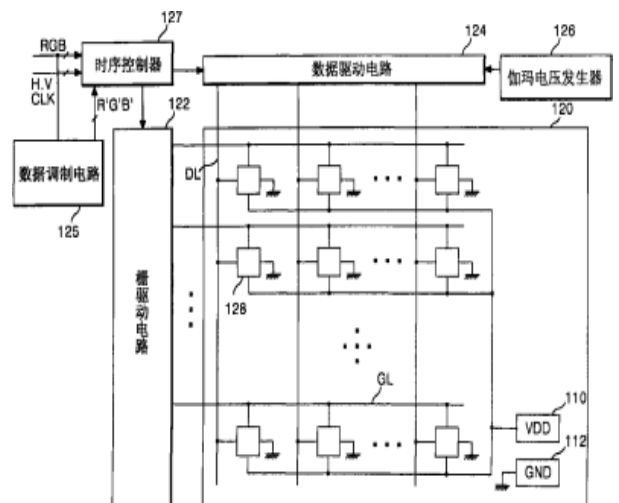 127
124
126
RGB
时序控制器
数据驱动电路
伽玛电压发生器
H.V
CLK
R'G'B'
122
120
数据调制电路
DL
125
栅驱动电路
128
GL
110
VDD
112
GND